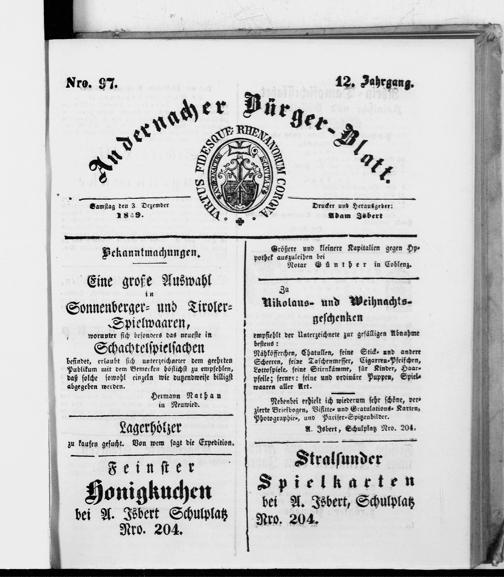 Nro. 97.
12. Jahrgang.
Andernacher Bürger-Blatt.
VIRTUS FIDESQUE RHENANORUM CORONA
Samstag den 3. Dezember
Drucker und Herausgeber:
Adam Isbert
Bekanntmachungen.
Eine große Auswahl
in
Sonnenberger- und Tiroler-
Spielwaaren,
worunter sich besonders das neueste in
Schachtelspielsachen
befindet, erlaubt sich unterzeichneter dem geehrten
Publikum mit dem Bemerken höflichst zu empfehlen,
daß solche sowohl einzeln wie dutzendweise billigst
abgegeben werden.
Hermann Nathan
in Neuwied.
Lagerhölzer
zu kaufen gesucht. Von wem sagt die Expedition.
Feinster
Honigkuchen
bei A. Isbert Schulplatz
Nro. 204.
Größere und kleinere Kapitalien gegen Hy-
pothek auszuleihen bei
Notar Günther in Coblenz.
Zu
Nikolaus- und Weihnachts-
geschenken
empfiehlt der Unterzeichnete zur gefälligen Abnahme
bestens:
Nähköfferchen, Chatullen, feine Stick- und andere
Scheeren, feine Taschenmesser, Cigarren-Pfeifchen,
Lottospiele, feine Stirnkämme, für Kinder, Haar-
pfeile; ferner: feine und ordinäre Puppen, Spiel-
waaren aller Art.
Nebenbei erhielt ich wiederum sehr schöne, ver-
zierte Briefbogen, Visitte- und Gratulations-Karten,
Photographie-, und Pariser-Spitzenbilder.
A. Isbert, Schulplatz Nro. 204.
Stralsunder
Spielkarten
bei A. Isbert, Schulplatz
Nro. 204.